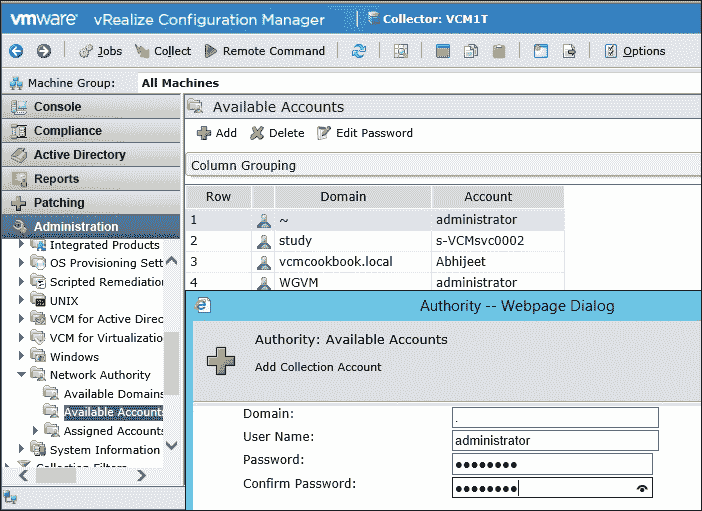 vmware vRealize Configuration Manager Collector: VCM1T
Jobs Collect Remote Command Options
Machine Group: All Machines
Console
Compliance
Active Directory
Reports
Patching
Administration
Integrated Products
OS Provisioning Sett
Scripted Remediation
UNIX
VCM for Active Direc
VCM for Virtualizatio
Windows
Network Authority
Available Domains
Available Accounts
Assigned Accounts
System Information
Available Accounts
Add Delete Edit Password
Column Grouping
Row Domain Account
1 ~ administrator
2 study s-VCMsvc0002
3 vcmcookbook.local Abhijeet
4 WGVM administrator
Authority -- Webpage Dialog
Authority: Available Accounts
Add Collection Account
Domain: .
User Name: administrator
Password: ●●●●●●●●
Confirm Password: ●●●●●●●●